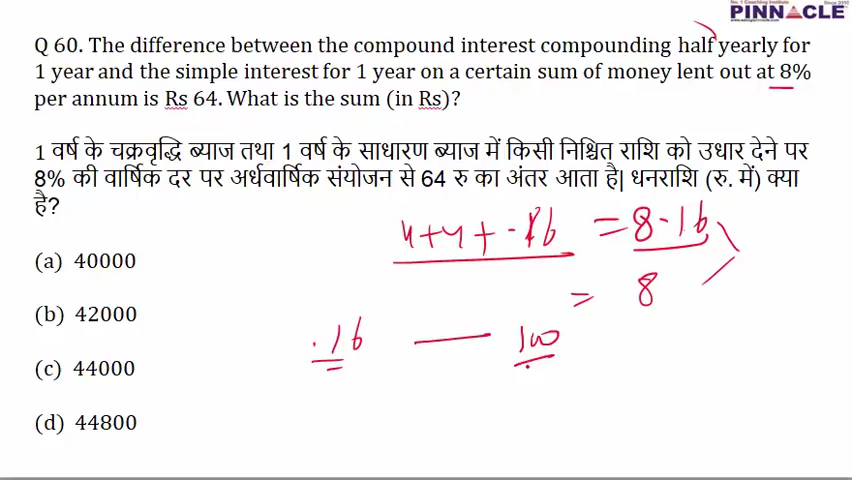 PINNACLE
Q 60. The difference between the compound interest compounding half yearly for
1 year and the simple interest for 1 year on a certain sum of money lent out at 8%
per annum is Rs 64. What is the sum (in Rs)?
1 वर्ष के चक्रवृद्धि ब्याज तथा 1 वर्ष के साधारण ब्याज में किसी निश्चित राशि को उधार देने पर
8% की वार्षिक दर पर अर्धवार्षिक संयोजन से 64 रु का अंतर आता है| धनराशि (रु. में) क्या
है?
4+4+.16 = 8.16
= 8
(a) 40000
(b) 42000
.16 — 100
(c) 44000
(d) 44800